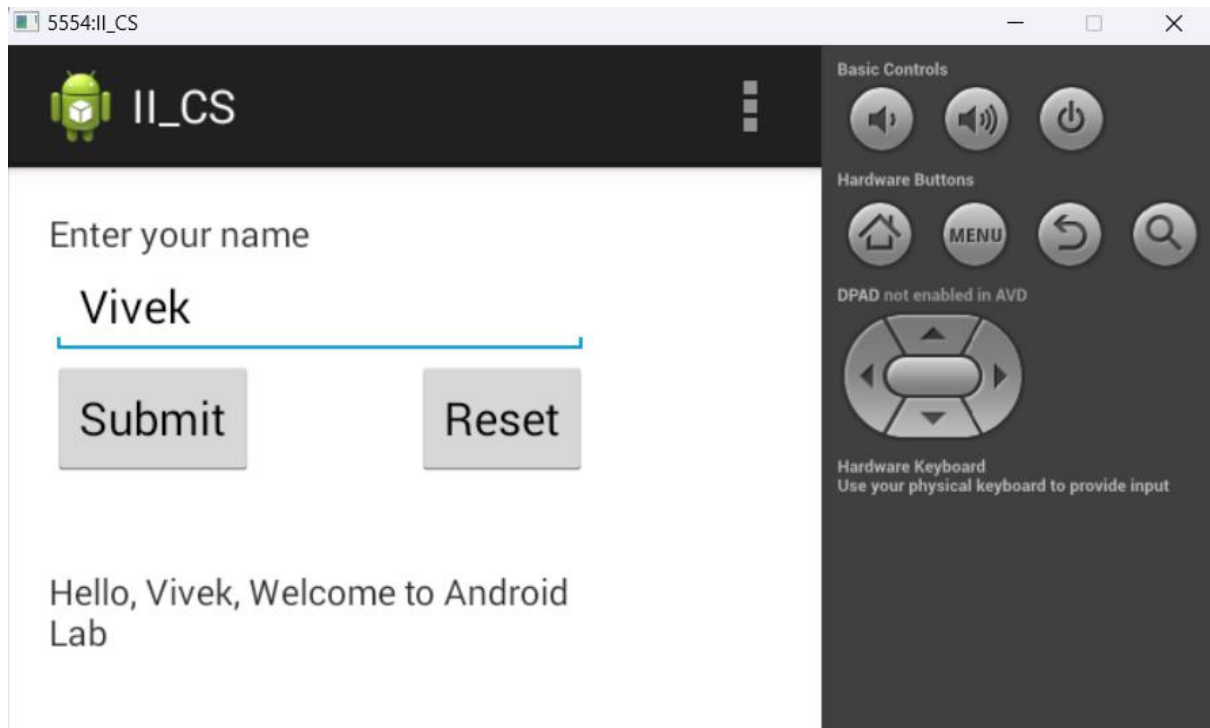 5554:II_CS
II_CS
Enter your name
Vivek
Submit Reset
Hello, Vivek, Welcome to Android
Lab
Basic Controls
Hardware Buttons
MENU
DPAD not enabled in AVD
Hardware Keyboard
Use your physical keyboard to provide input